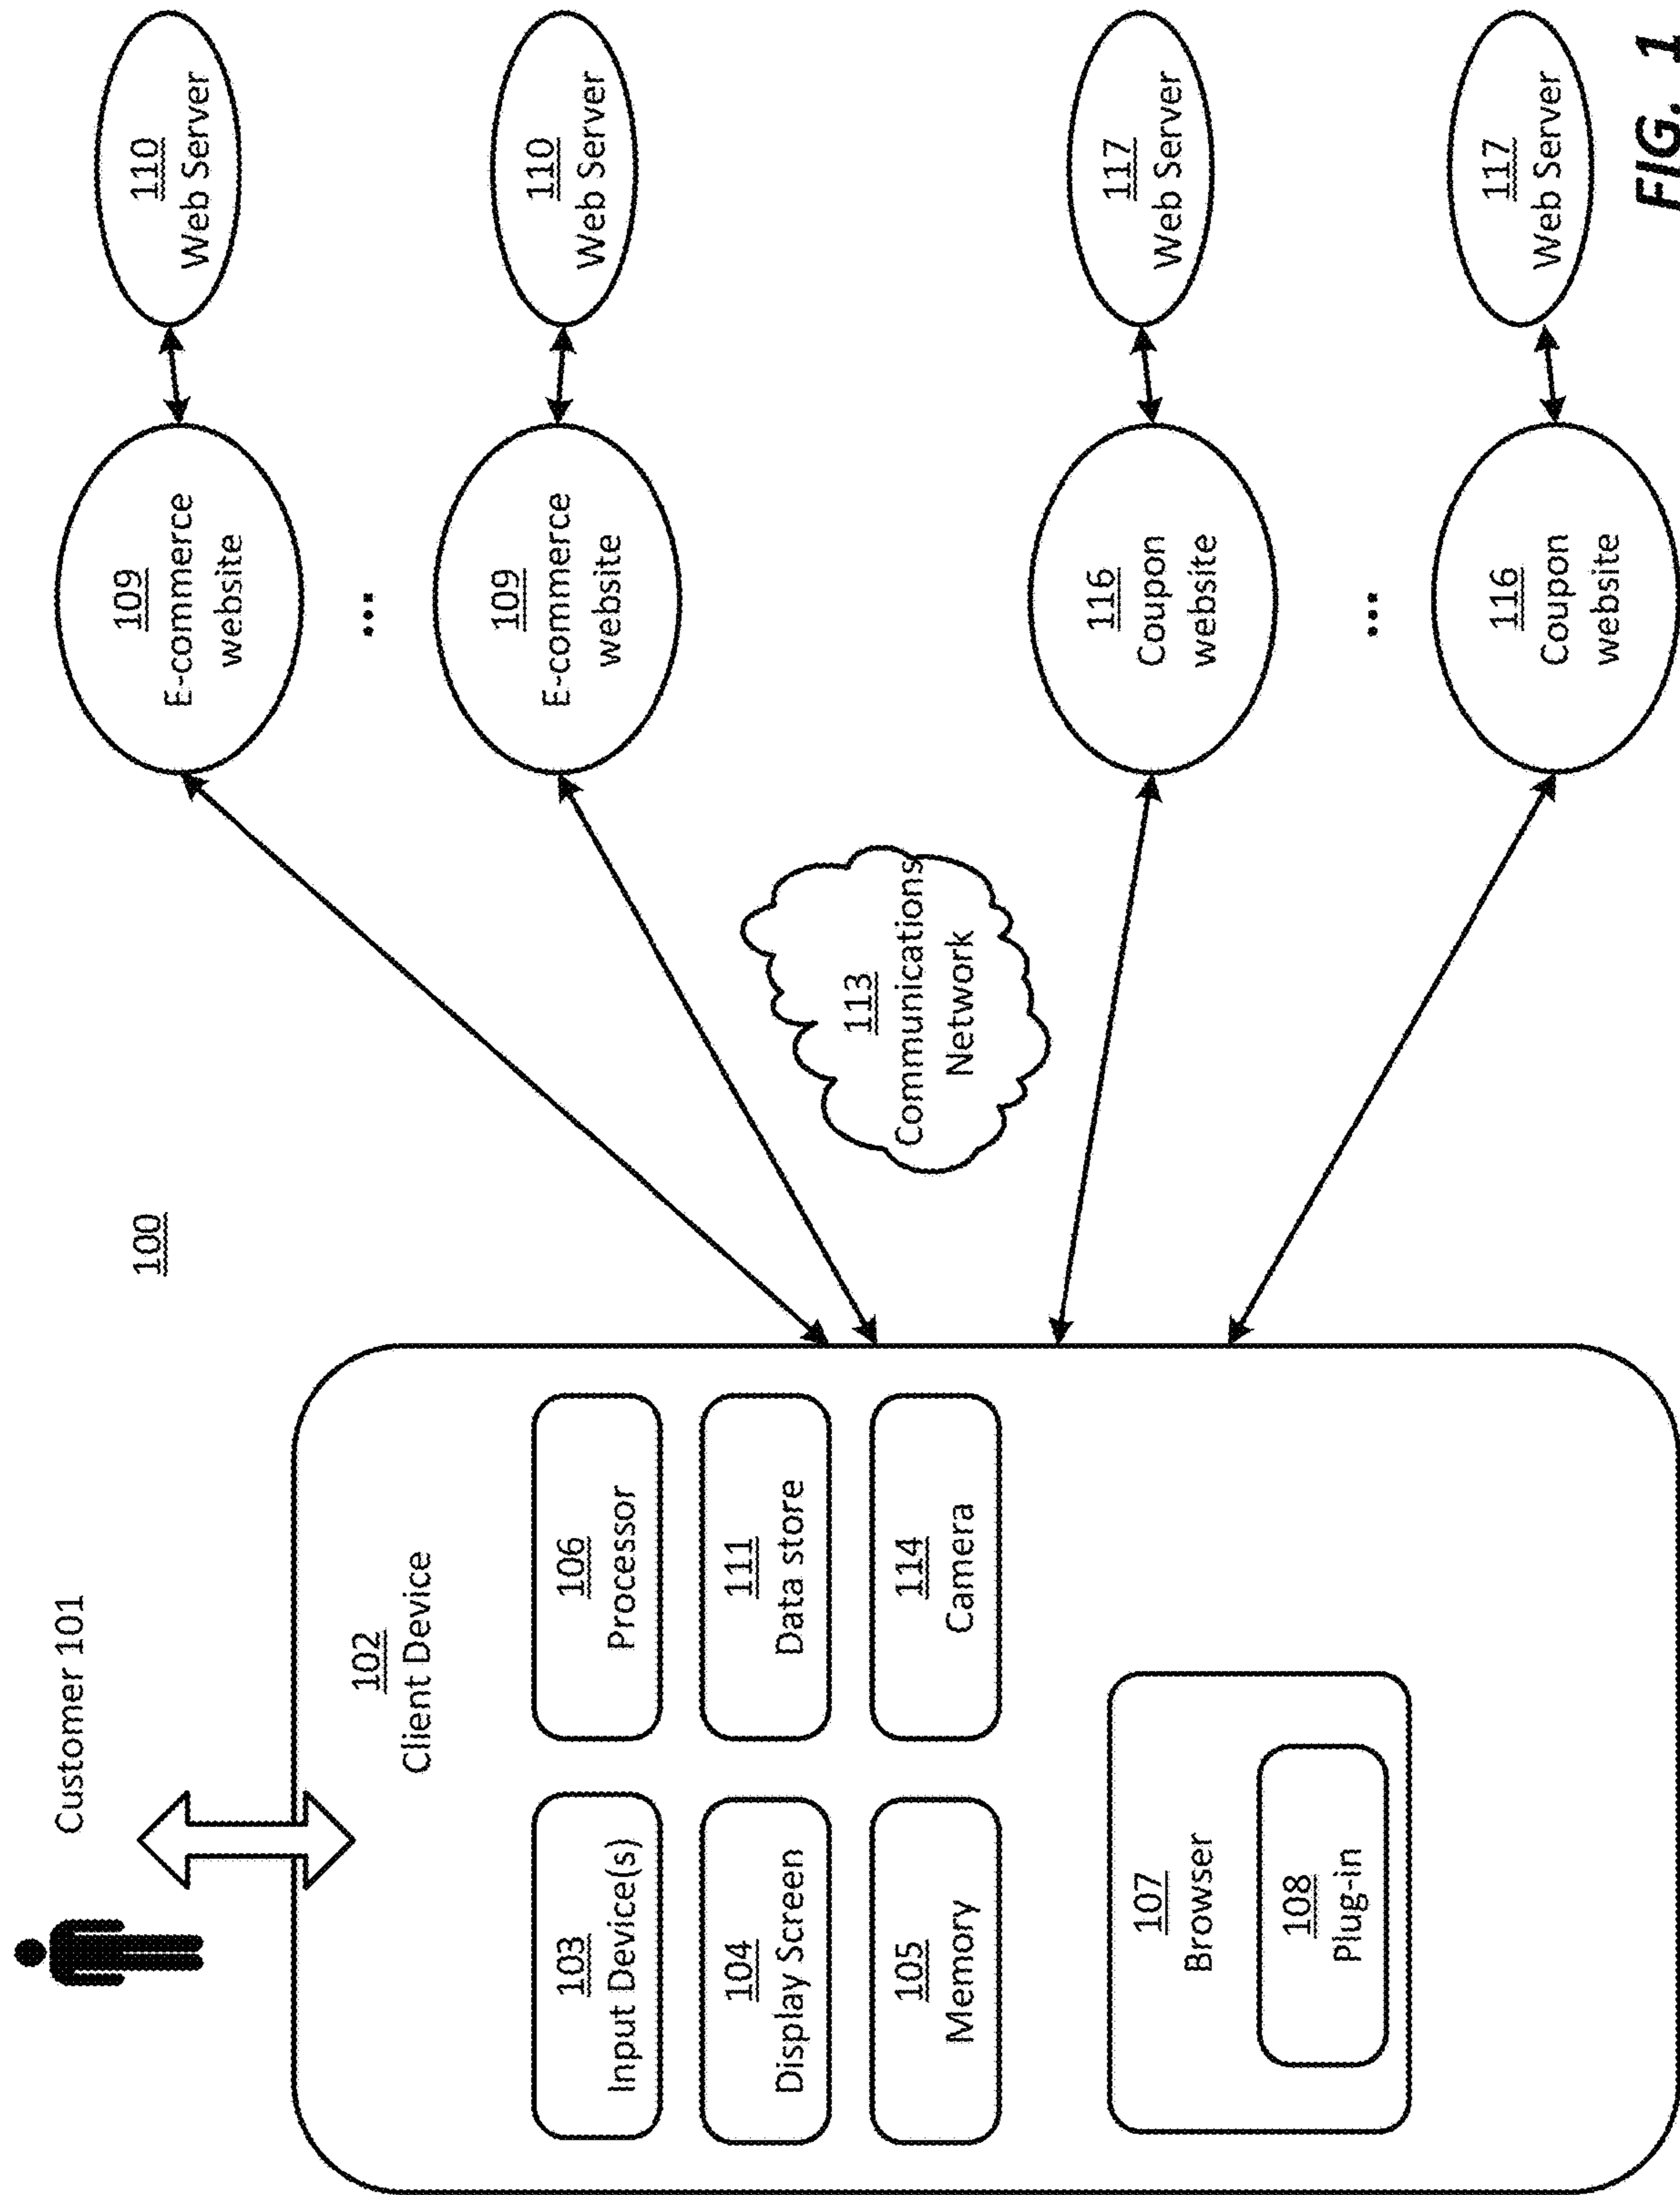 Customer 101
100
102
Client Device
103
Input Device(s)
106
Processor
104
Display Screen
111
Data store
105
Memory
114
Camera
107
Browser
108
Plug-in
113
Communications
Network
109
E-commerce
website
110
Web Server
...
109
E-commerce
website
110
Web Server
116
Coupon
website
117
Web Server
...
116
Coupon
website
117
Web Server
FIG. 1